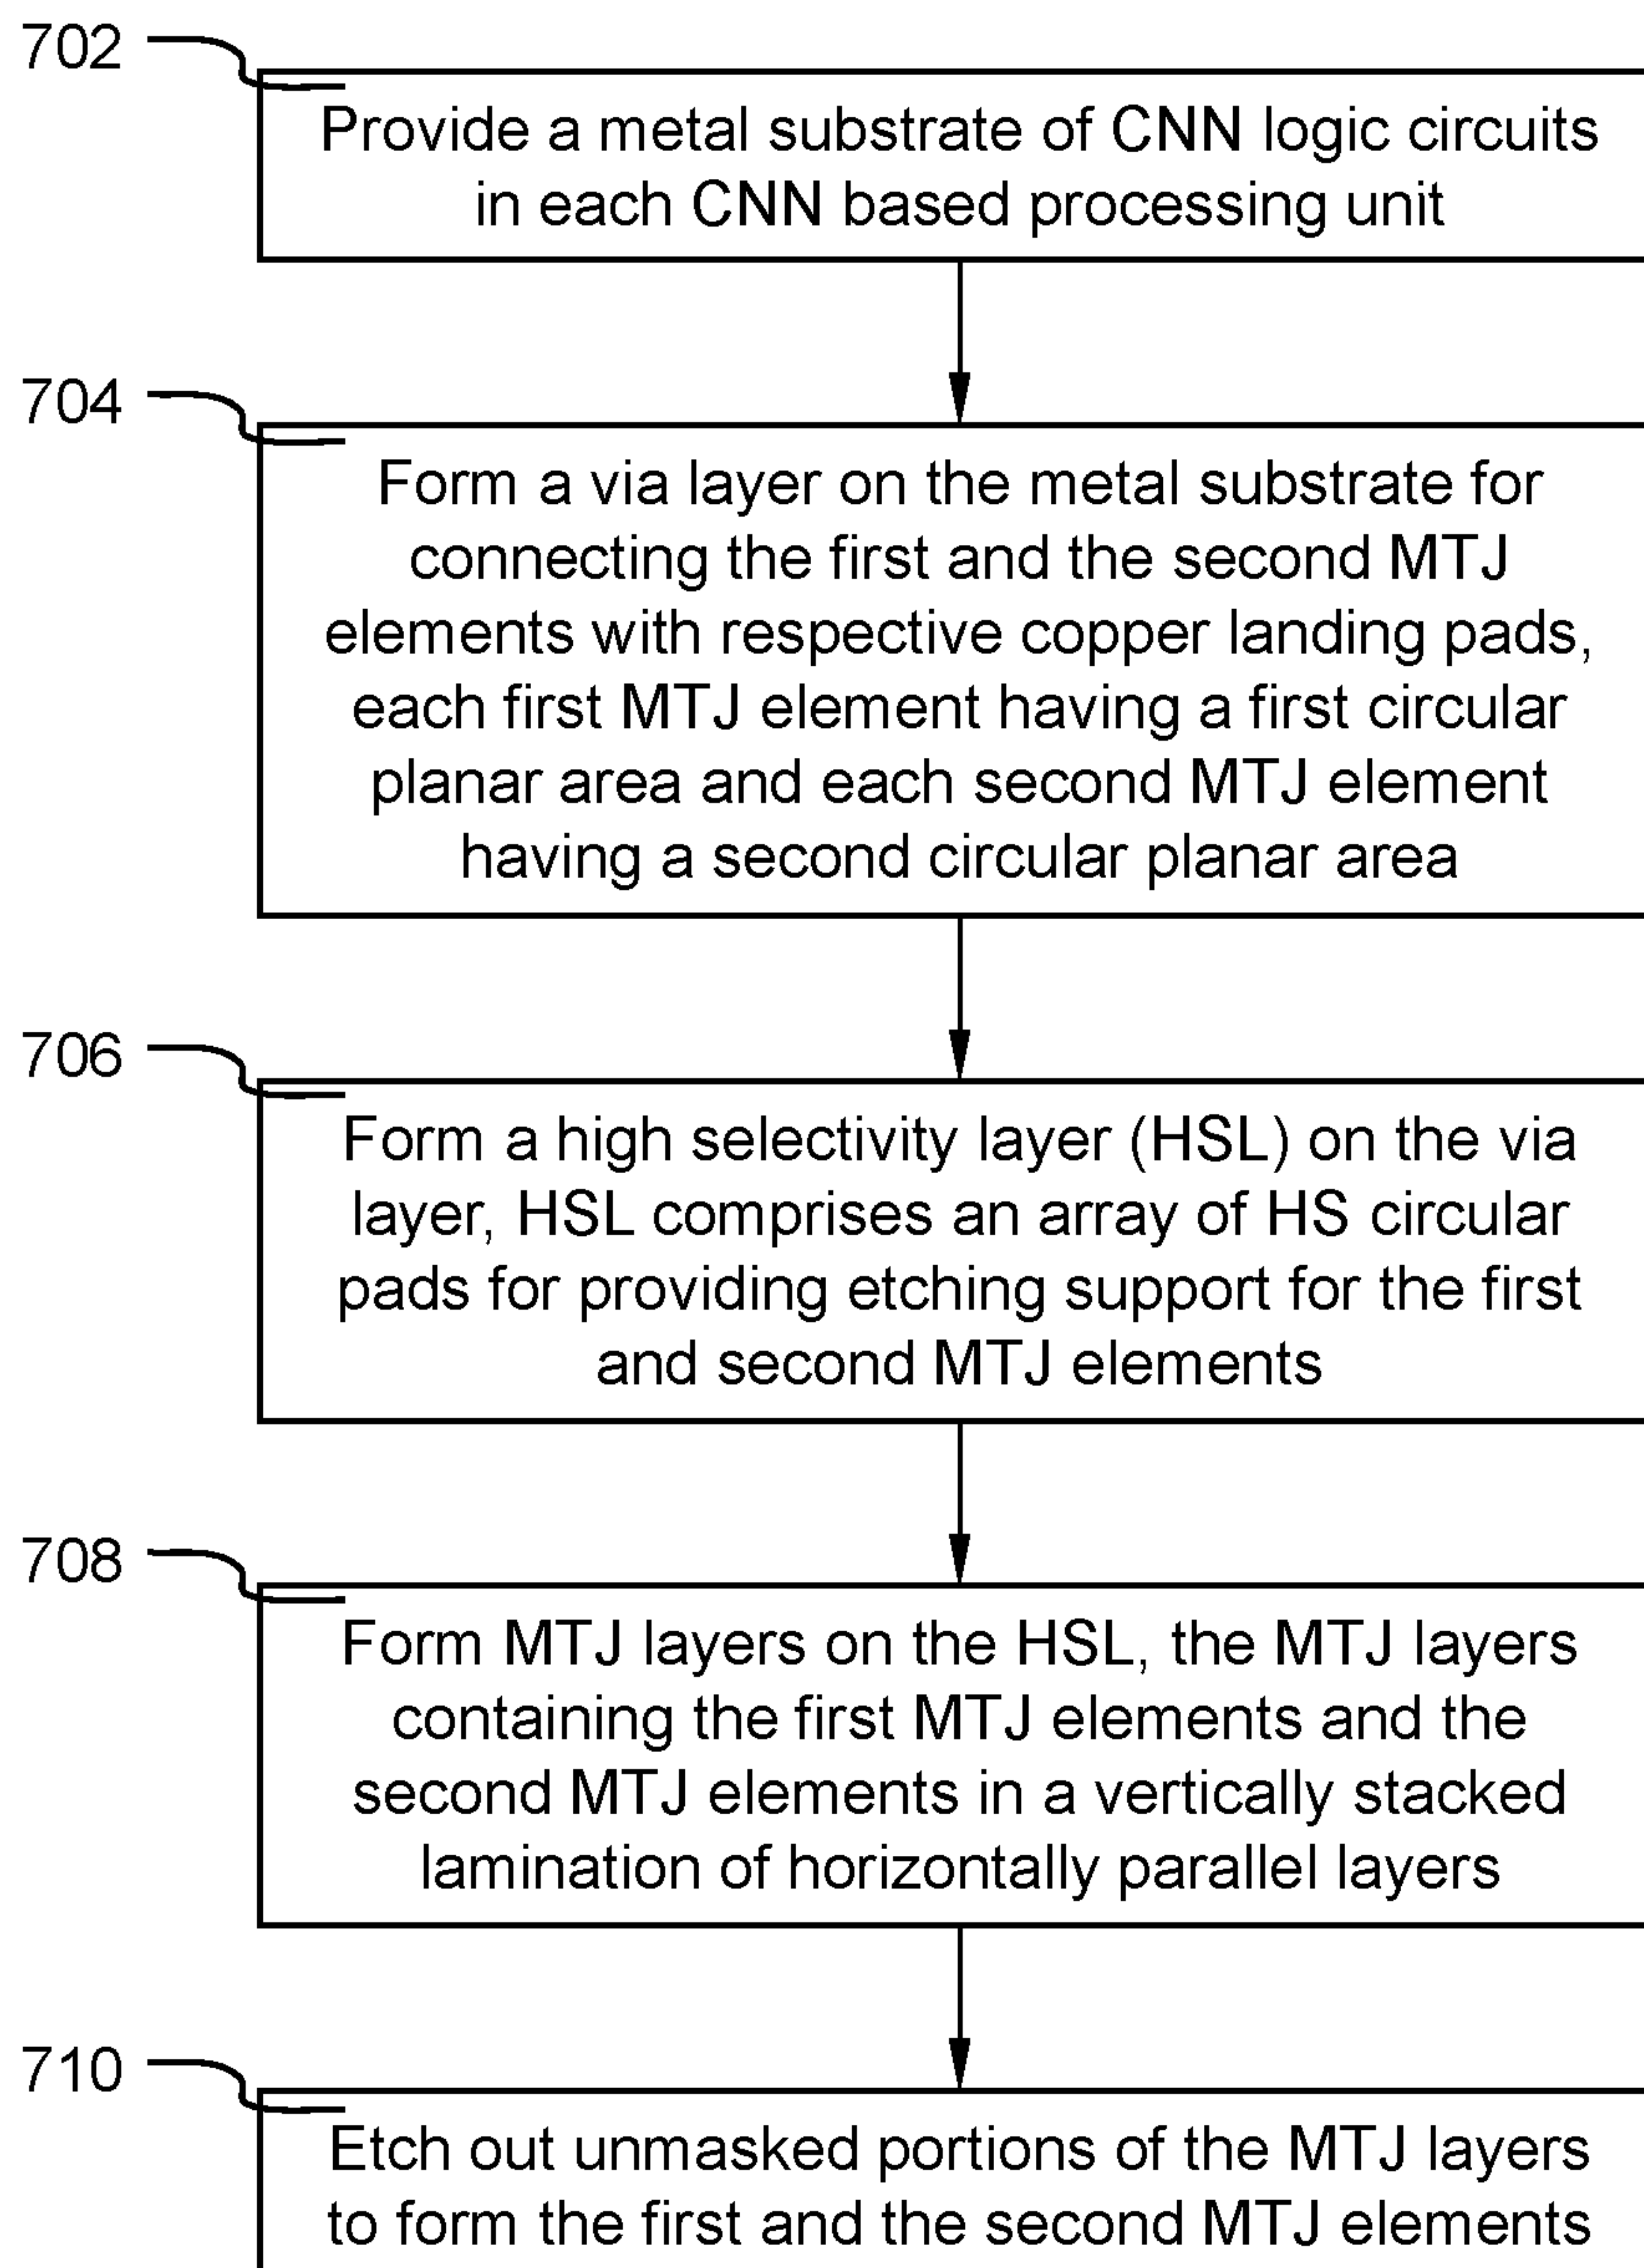 702
Provide a metal substrate of CNN logic circuits
in each CNN based processing unit
704
Form a via layer on the metal substrate for
connecting the first and the second MTJ
elements with respective copper landing pads,
each first MTJ element having a first circular
planar area and each second MTJ element
having a second circular planar area
706
Form a high selectivity layer (HSL) on the via
layer, HSL comprises an array of HS circular
pads for providing etching support for the first
and second MTJ elements
708
Form MTJ layers on the HSL, the MTJ layers
containing the first MTJ elements and the
second MTJ elements in a vertically stacked
lamination of horizontally parallel layers
710
Etch out unmasked portions of the MTJ layers
to form the first and the second MTJ elements